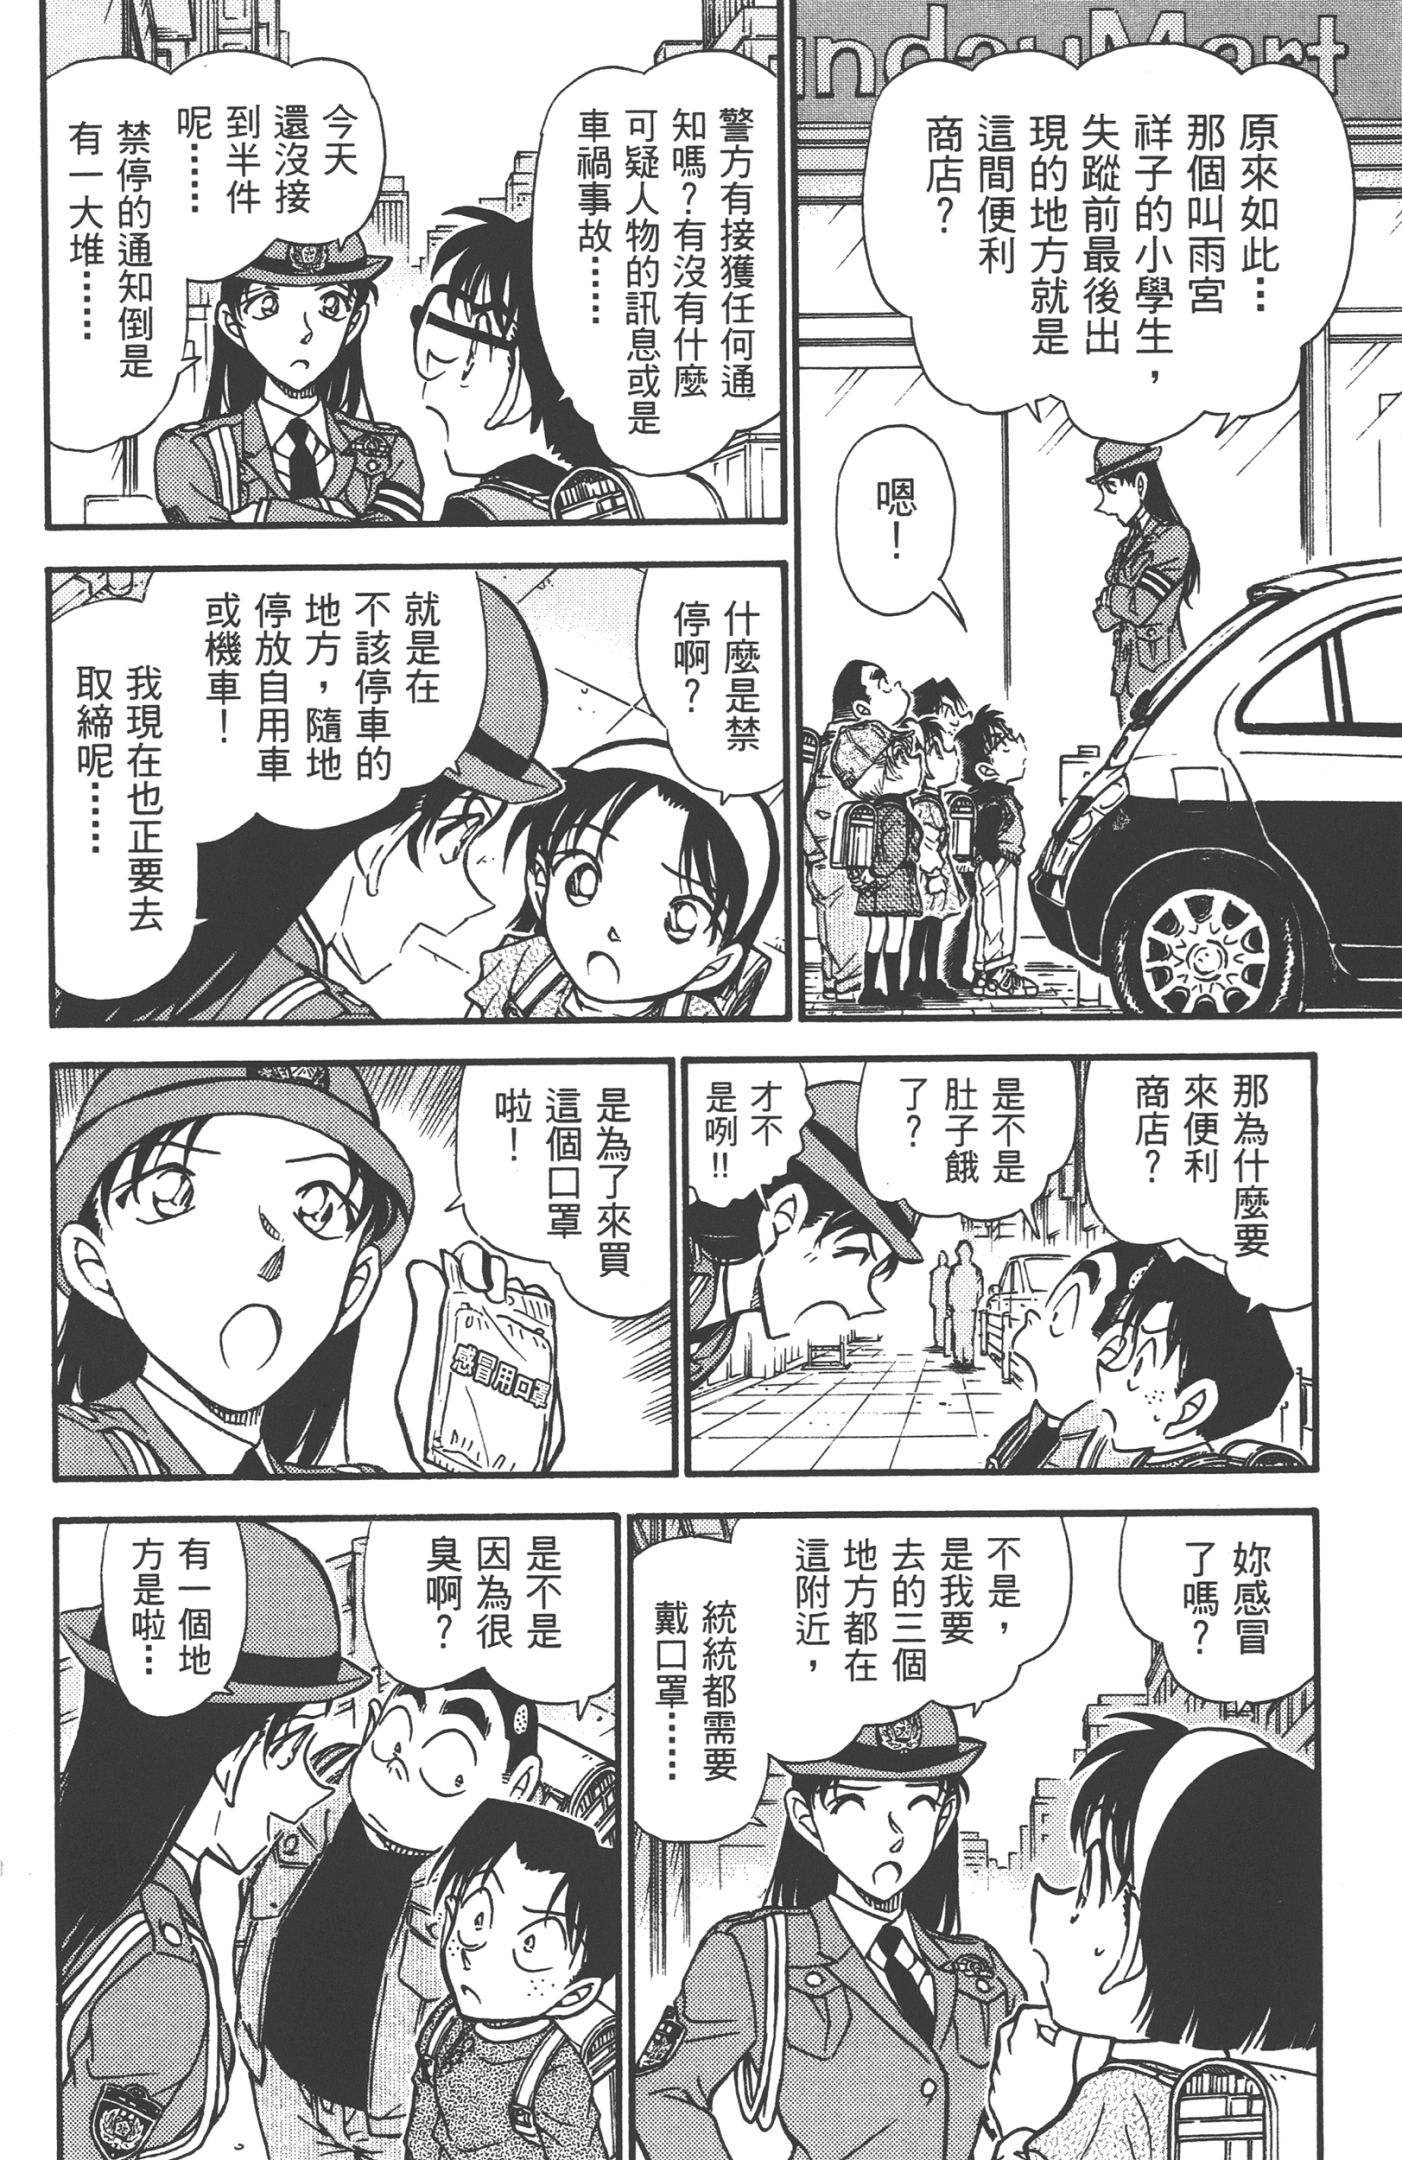 undayMart
原來如此…
那個叫雨宮
祥子的小學生，
失蹤前最後出
現的地方就是
這間便利
商店？
嗯！
警方有接獲任何通
知嗎？有沒有什麼
可疑人物的訊息或是
車禍事故……
今天
還沒接
到半件
呢……
禁停的通知倒是
有一大堆……
什麼是禁
停啊？
就是在
不該停車的
地方，隨地
停放自用車
或機車！
我現在也正要去
取締呢……
那為什麼要
來便利
商店？
是不是
肚子餓
了？
才不
是咧!!
是為了來買
這個口罩
啦！
感冒用口罩
妳感冒
了嗎？
不是，
是我要
去的三個
地方都在
這附近，
統統都需要
戴口罩……
是不是
因為很
臭啊？
有一個地
方是啦…